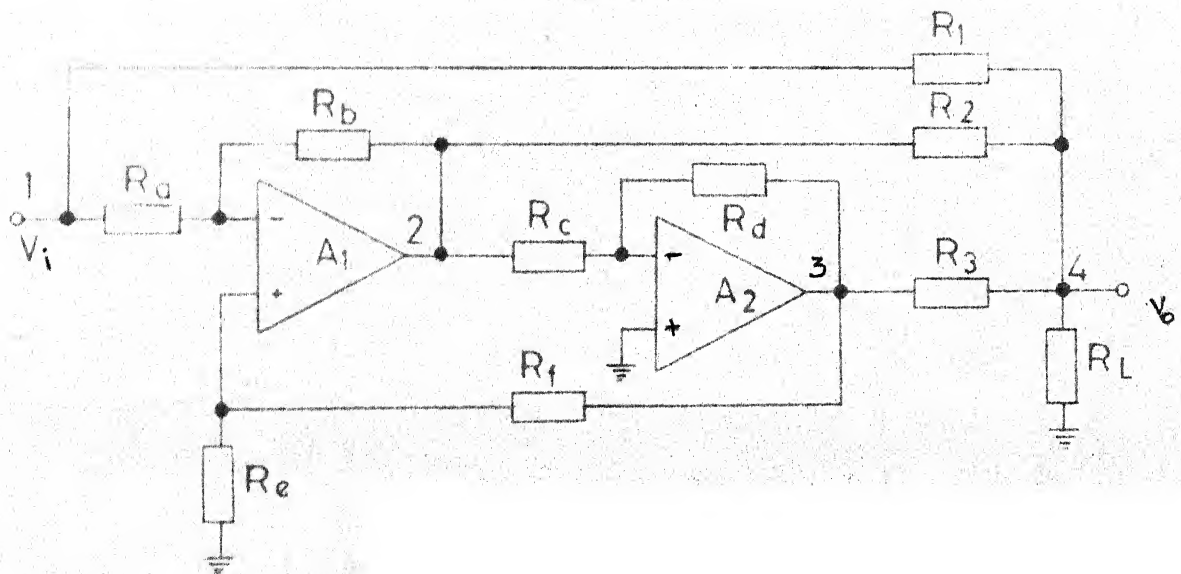 R1
R2
Rb
1
Ra
Vi
-
+
A1
2
Rc
Rd
-
+
A2
3
R3
4
Vo
Rf
RL
Re